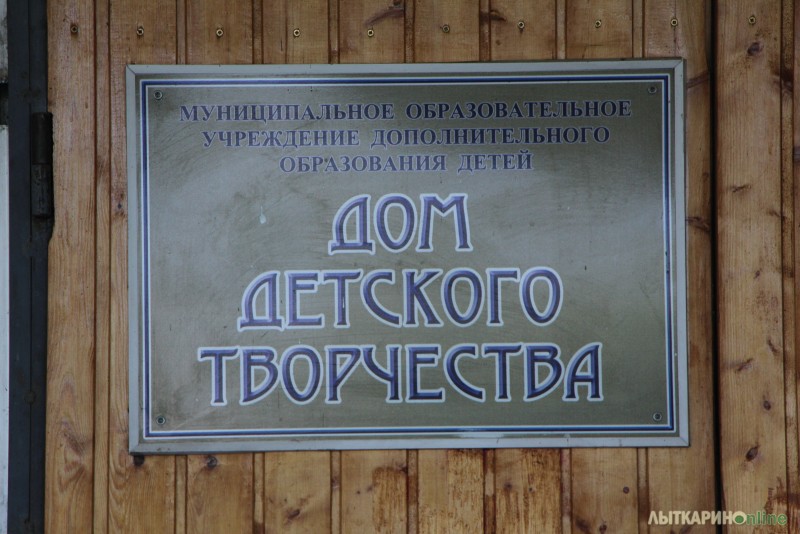 МУНИЦИПАЛЬНОЕ ОБРАЗОВАТЕЛЬНОЕ
УЧРЕЖДЕНИЕ ДОПОЛНИТЕЛЬНОГО
ОБРАЗОВАНИЯ ДЕТЕЙ
ДОМ
ДЕТСКОГО
ТВОРЧЕСТВА
ЛЫТКАРИНОonline